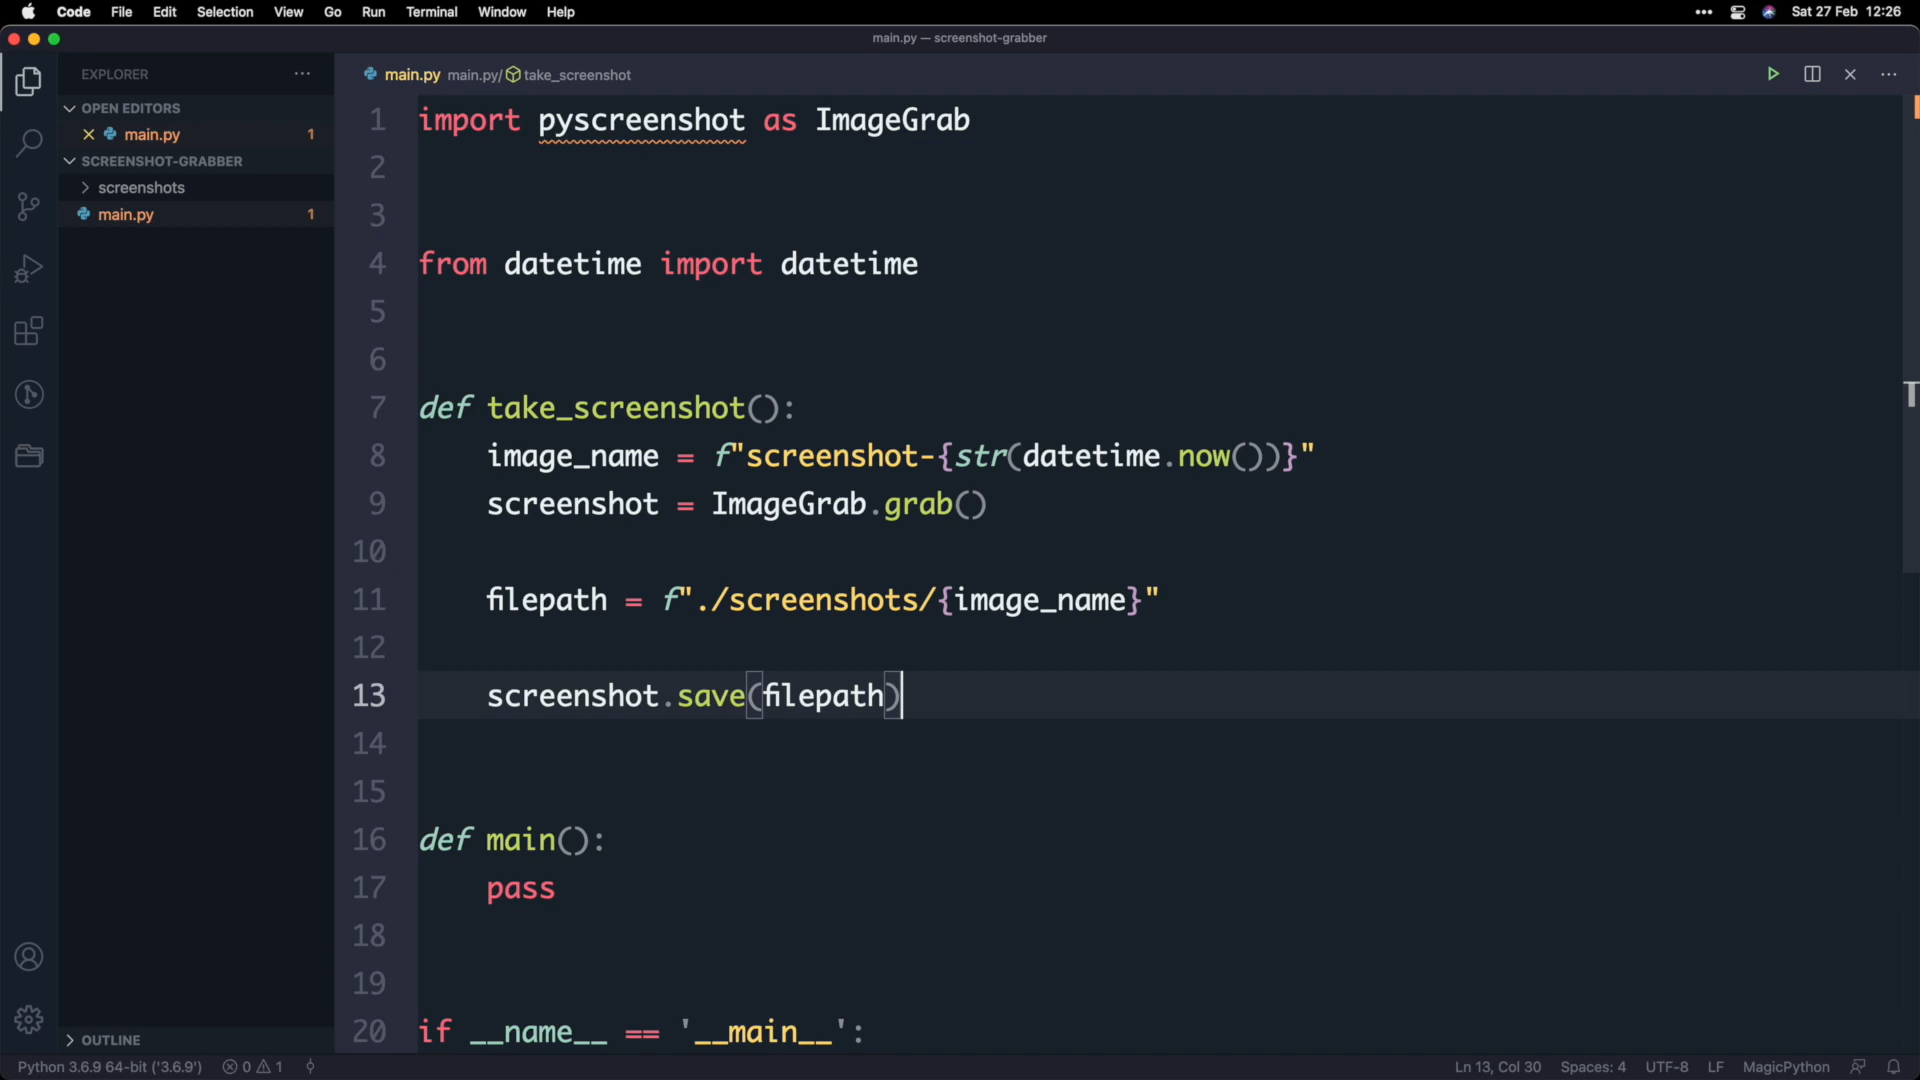 Code File Edit Selection View Go Run Terminal Window Help
Sat 27 Feb 12:26
main.py — screenshot-grabber
EXPLORER
OPEN EDITORS
main.py 1
SCREENSHOT-GRABBER
screenshots
main.py 1
OUTLINE
main.py main.py/ take_screenshot
1 import pyscreenshot as ImageGrab
2
3
4 from datetime import datetime
5
6
7 def take_screenshot():
8 image_name = f"screenshot-{str(datetime.now())}"
9 screenshot = ImageGrab.grab()
10
11 filepath = f"./screenshots/{image_name}"
12
13 screenshot.save(filepath)
14
15
16 def main():
17 pass
18
19
20 if __name__ == '__main__':
Python 3.6.9 64-bit ('3.6.9') 0 1
Ln 13, Col 30 Spaces: 4 UTF-8 LF MagicPython